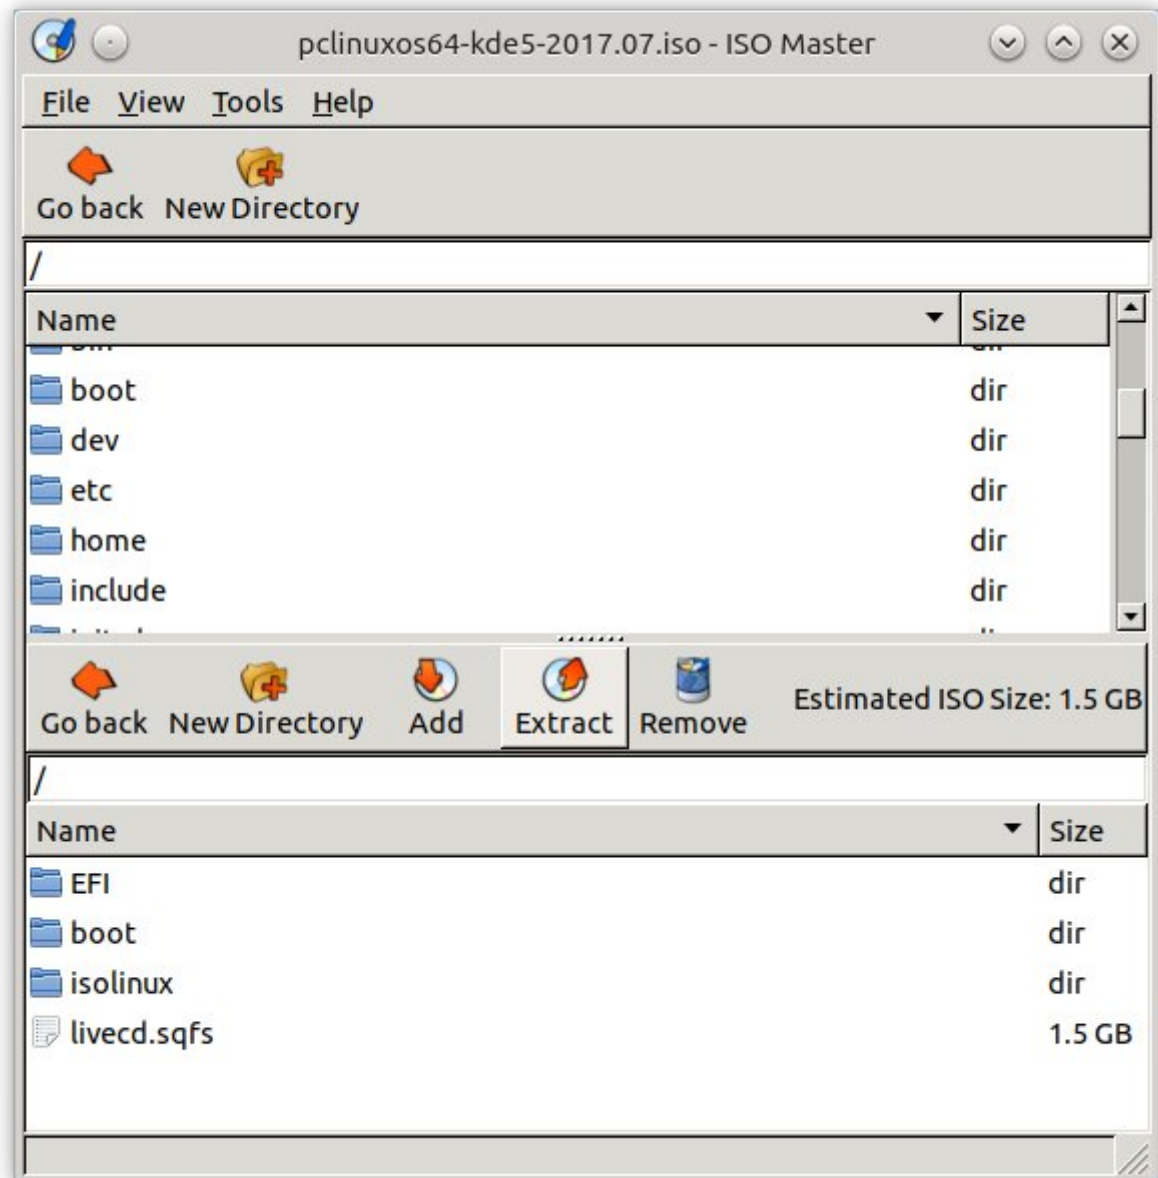 pclinuxos64-kde5-2017.07.iso - ISO Master
File View Tools Help
Go back New Directory
/
Name Size
boot dir
dev dir
etc dir
home dir
include dir
Go back New Directory Add Extract Remove Estimated ISO Size: 1.5 GB
/
Name Size
EFI dir
boot dir
isolinux dir
livecd.sqfs 1.5 GB